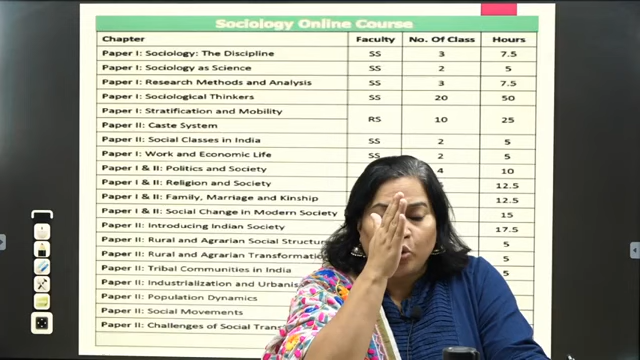 Sociology Online Course
Chapter Faculty No. Of Class Hours
Paper I: Sociology: The Discipline SS 3 7.5
Paper I: Sociology as Science SS 2 5
Paper I: Research Methods and Analysis SS 3 7.5
Paper I: Sociological Thinkers SS 20 50
Paper I: Stratification and Mobility
RS 10 25
Paper II: Caste System
Paper II: Social Classes in India SS 2 5
Paper I: Work and Economic Life SS 2 5
Paper I & II: Politics and Society 4 10
Paper I & II: Religion and Society 12.5
Paper I & II: Family, Marriage and Kinship 12.5
Paper I & II: Social Change in Modern Society 15
Paper II: Introducing Indian Society 17.5
Paper II: Rural and Agrarian Social 5
Paper II: Rural and Agrarian 5
Paper II: Tribal Communities in India 5
Paper II: Industrialization and
Paper II: Population Dynamics
Paper II: Social Movements
Paper II: Challenges of Social